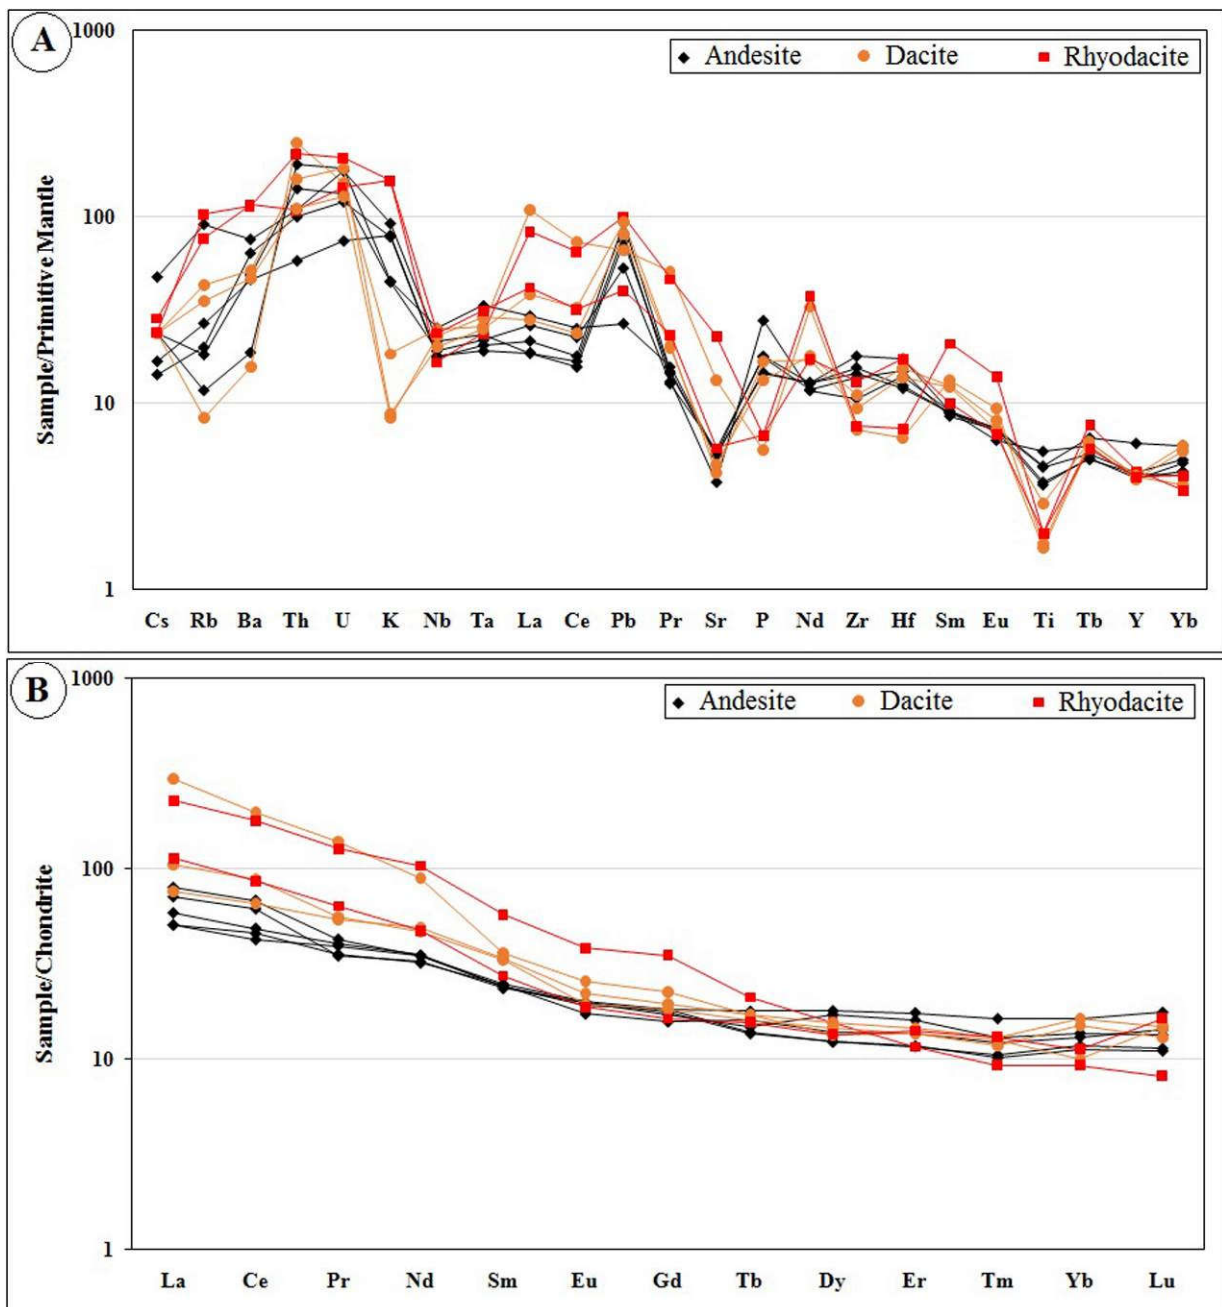 A
1000
Andesite Dacite Rhyodacite
100
Sample/Primitive Mantle
10
1
Cs Rb Ba Th U K Nb Ta La Ce Pb Pr Sr P Nd Zr Hf Sm Eu Ti Tb Y Yb
B
1000
Andesite Dacite Rhyodacite
100
Sample/Chondrite
10
1
La Ce Pr Nd Sm Eu Gd Tb Dy Er Tm Yb Lu